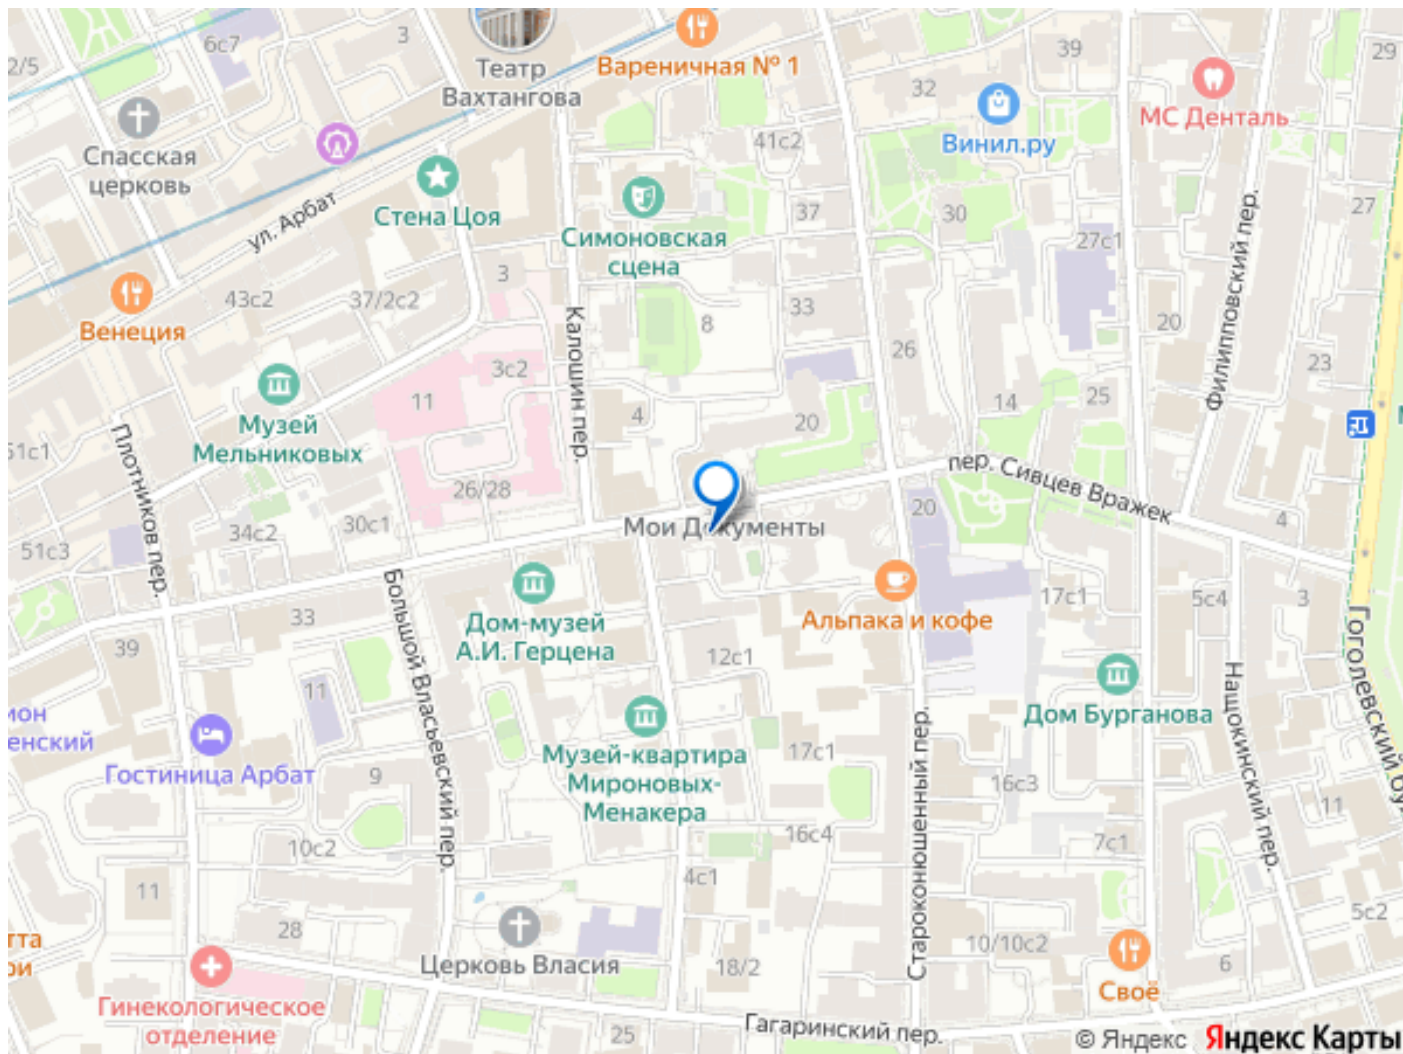 6с7
3
2/5
Театр
Вахтангова
Вареничная № 1
39
32
29
МС Денталь
Винил.ру
Спасская
церковь
41с2
Стена Цоя
ул. Арбат
Симоновская
сцена
37
30
27с1
27
Филипповский пер.
3
43с2
37/2с2
Венеция
Калошин пер.
8
33
20
26
23
3с2
11
Музей
Мельниковых
4
20
14
25
51с1
Плотников пер.
26/28
пер. Сивцев Вражек
34с2
30с1
51с3
Мои Документы
20
4
33
Большой Власьевский пер.
Дом-музей
А.И. Герцена
Альпака и кофе
17с1
5с4
3
39
12с1
Гоголевский бу
11
Нащокинский пер.
Дом Бурганова
ион
енский
Гостиница Арбат
Музей-квартира
Мироновых-
Менакера
17с1
Староконюшенный пер.
16с3
9
11
16с4
7с1
10с2
4с1
11
5с2
28
тта
ри
Церковь Власия
18/2
10/10с2
6
Своё
Гинекологическое
отделение
25
Гагаринский пер.
© Яндекс Яндекс Карты